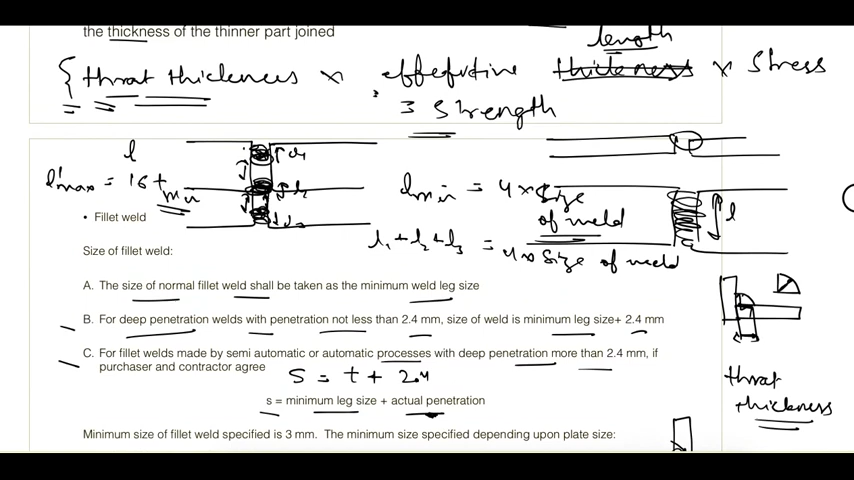 the thickness of the thinner part joined
length
{ throat thickness x effective thickness x stress
= strength
l
l'max = 16 tmin
d1
l2
d3
lmin = 4 x size of weld
l
l1 + l2 + l3 = 4 x size of weld
• Fillet weld
Size of fillet weld:
A. The size of normal fillet weld shall be taken as the minimum weld leg size
B. For deep penetration welds with penetration not less than 2.4 mm, size of weld is minimum leg size+ 2.4 mm
C. For fillet welds made by semi automatic or automatic processes with deep penetration more than 2.4 mm, if
purchaser and contractor agree
s = t + 2.4
s = minimum leg size + actual penetration
throat
thickness
Minimum size of fillet weld specified is 3 mm. The minimum size specified depending upon plate size: